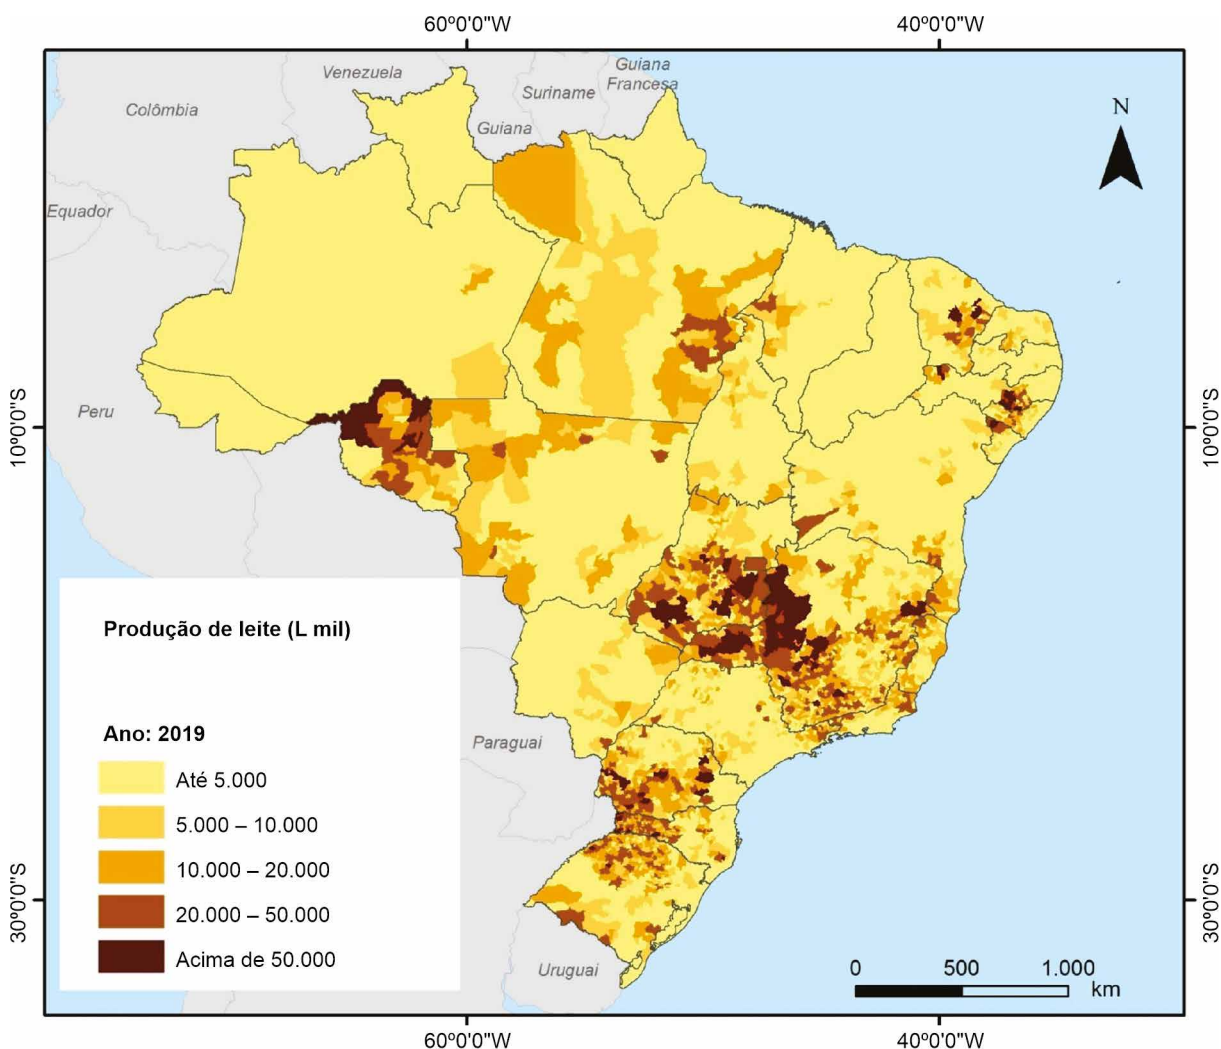 60º0'0"W
40º0'0"W
Guiana
Francesa
Venezuela
Suriname
Colômbia
N
Guiana
Equador
Peru
10º0'0"S
10º0'0"S
Produção de leite (L mil)
Ano: 2019
Paraguai
Até 5.000
5.000 – 10.000
10.000 – 20.000
30º0'0"S
30º0'0"S
20.000 – 50.000
Acima de 50.000
Uruguai
0 500 1.000
km
60º0'0"W
40º0'0"W